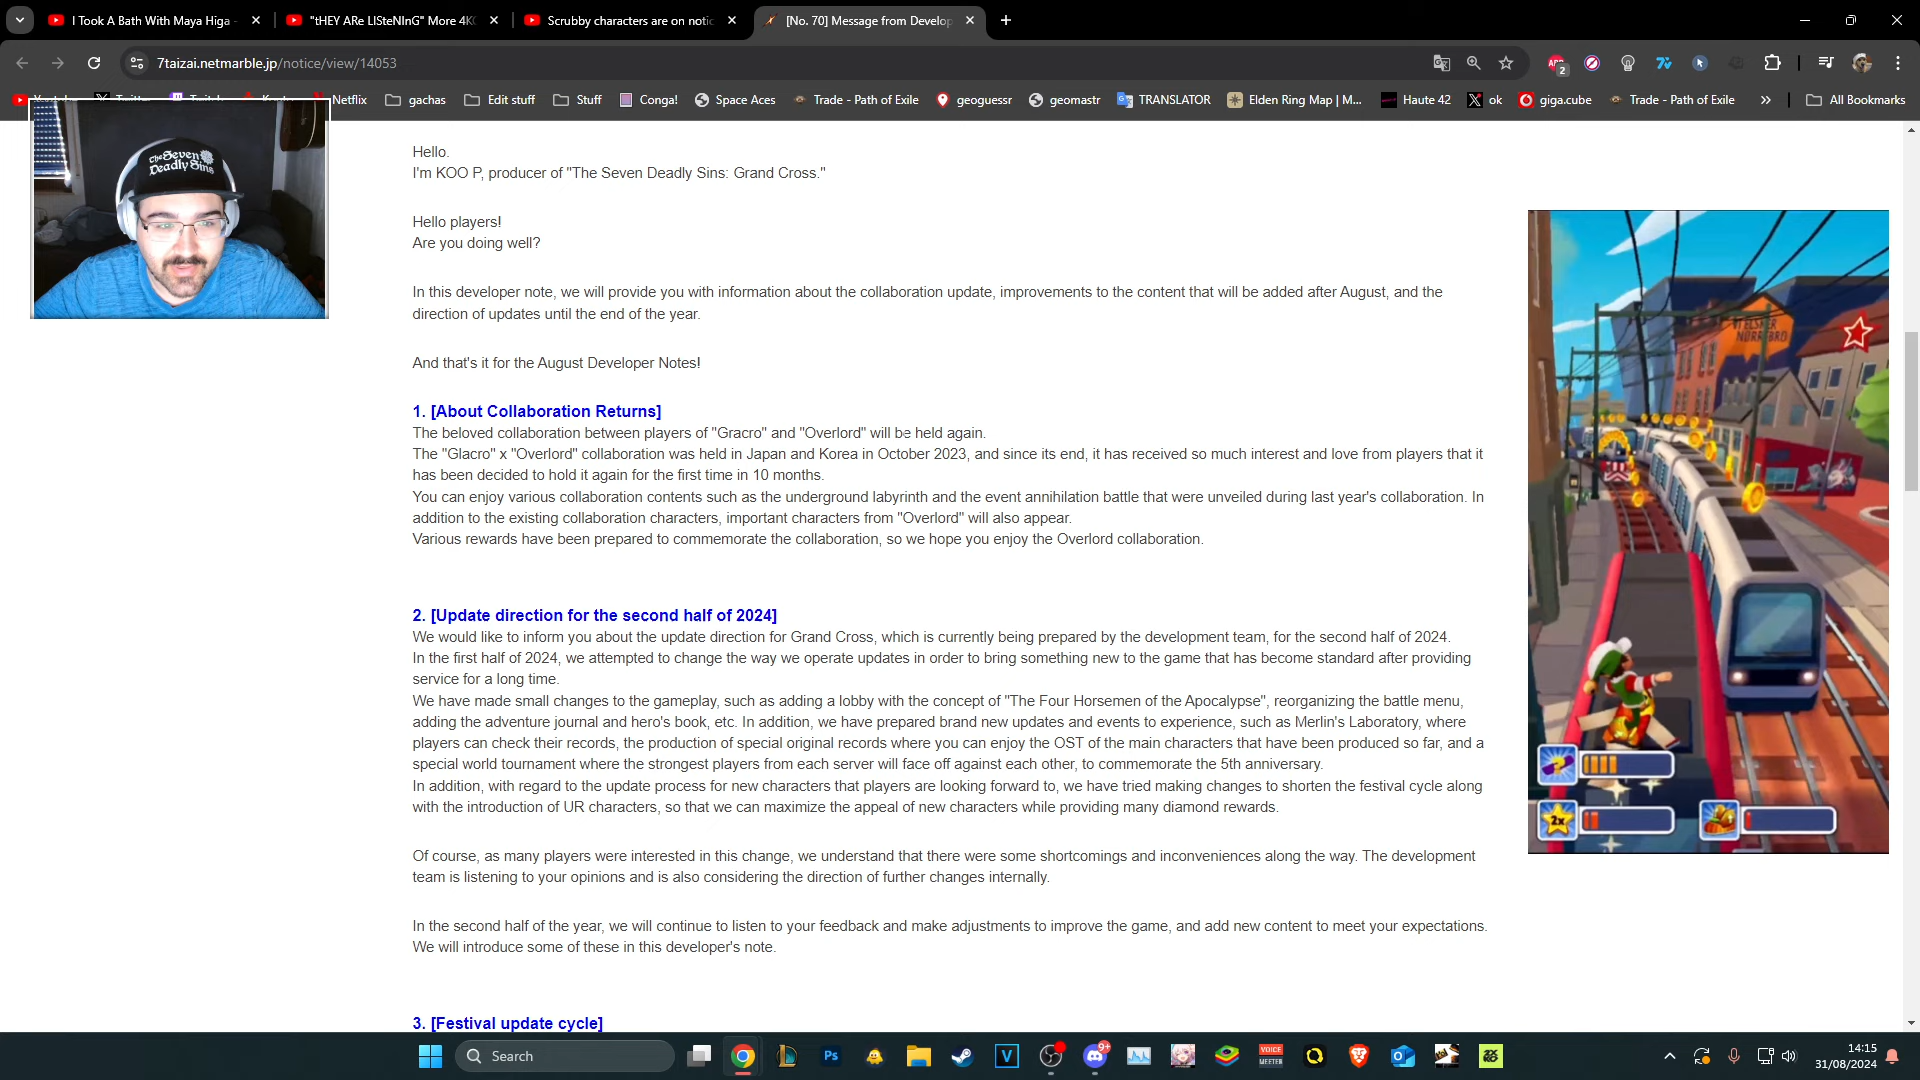 I Took A Bath With Maya Higa -
"tHEY ARe LISteNInG" More 4KC
Scrubby characters are on notic
[No. 70] Message from Develop
7taizai.netmarble.jp/notice/view/14053
2
Netflix
gachas
Edit stuff
Stuff
Conga!
Space Aces
Trade - Path of Exile
geoguessr
geomastr
TRANSLATOR
Elden Ring Map | M...
Haute 42
ok
giga.cube
Trade - Path of Exile
All Bookmarks
The Seven
Deadly Sins
Hello.
I'm KOO P, producer of "The Seven Deadly Sins: Grand Cross."
Hello players!
Are you doing well?
In this developer note, we will provide you with information about the collaboration update, improvements to the content that will be added after August, and the
direction of updates until the end of the year.
And that's it for the August Developer Notes!
1. [About Collaboration Returns]
The beloved collaboration between players of "Gracro" and "Overlord" will be held again.
The "Glacro" x "Overlord" collaboration was held in Japan and Korea in October 2023, and since its end, it has received so much interest and love from players that it
has been decided to hold it again for the first time in 10 months.
You can enjoy various collaboration contents such as the underground labyrinth and the event annihilation battle that were unveiled during last year's collaboration. In
addition to the existing collaboration characters, important characters from "Overlord" will also appear.
Various rewards have been prepared to commemorate the collaboration, so we hope you enjoy the Overlord collaboration.
2. [Update direction for the second half of 2024]
We would like to inform you about the update direction for Grand Cross, which is currently being prepared by the development team, for the second half of 2024.
In the first half of 2024, we attempted to change the way we operate updates in order to bring something new to the game that has become standard after providing
service for a long time.
We have made small changes to the gameplay, such as adding a lobby with the concept of "The Four Horsemen of the Apocalypse", reorganizing the battle menu,
adding the adventure journal and hero's book, etc. In addition, we have prepared brand new updates and events to experience, such as Merlin's Laboratory, where
players can check their records, the production of special original records where you can enjoy the OST of the main characters that have been produced so far, and a
special world tournament where the strongest players from each server will face off against each other, to commemorate the 5th anniversary.
In addition, with regard to the update process for new characters that players are looking forward to, we have tried making changes to shorten the festival cycle along
with the introduction of UR characters, so that we can maximize the appeal of new characters while providing many diamond rewards.
Of course, as many players were interested in this change, we understand that there were some shortcomings and inconveniences along the way. The development
team is listening to your opinions and is also considering the direction of further changes internally.
In the second half of the year, we will continue to listen to your feedback and make adjustments to improve the game, and add new content to meet your expectations.
We will introduce some of these in this developer's note.
3. [Festival update cycle]
2x
Search
Ps
V
9+
VOICE
MEETER
14:15
31/08/2024